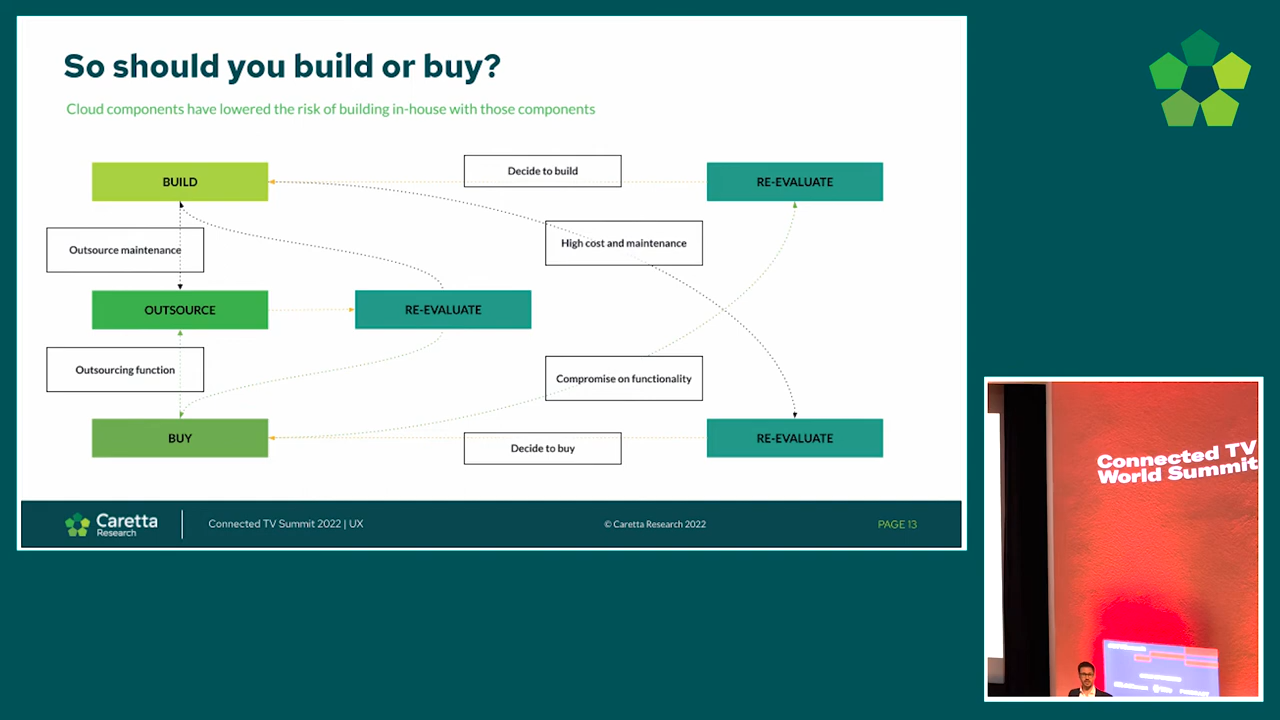 So should you build or buy?
Cloud components have lowered the risk of building in-house with those components
BUILD
Decide to build
RE-EVALUATE
Outsource maintenance
High cost and maintenance
OUTSOURCE
RE-EVALUATE
Outsourcing function
Compromise on functionality
BUY
Decide to buy
RE-EVALUATE
Caretta
Research
Connected TV Summit 2022 | UX
© Caretta Research 2022
PAGE 13
Connected TV
World Summit